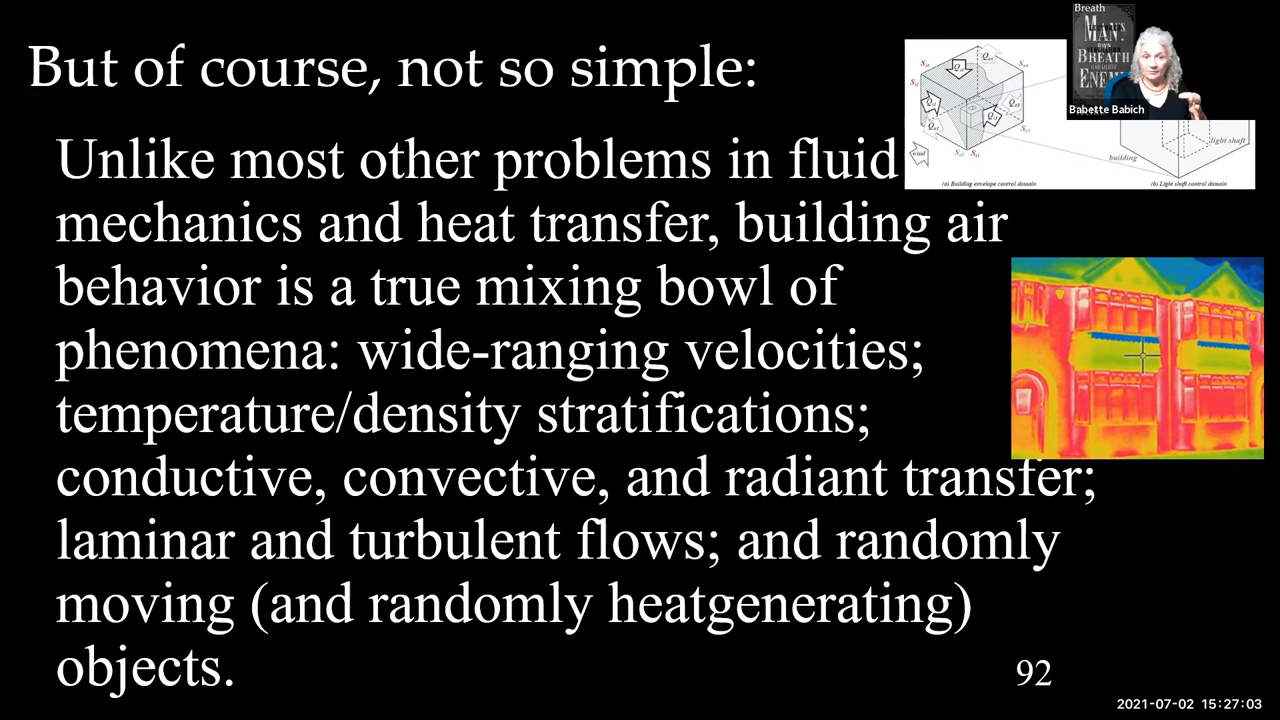 But of course, not so simple:
Unlike most other problems in fluid
mechanics and heat transfer, building air
behavior is a true mixing bowl of
phenomena: wide-ranging velocities;
temperature/density stratifications;
conductive, convective, and radiant transfer;
laminar and turbulent flows; and randomly
moving (and randomly heatgenerating)
objects.
92
Breath
MAN'S
BREATH
Babette Babich
wind
building
light shaft
(a) Building envelope control domain
(b) Light shaft control domain
2021-07-02 15:27:03